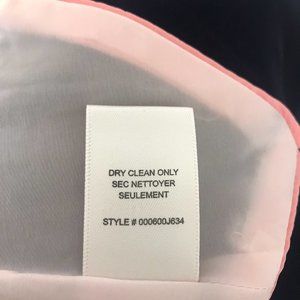 DRY CLEAN ONLY
SEC NETTOYER
SEULEMENT
STYLE # 000600J634